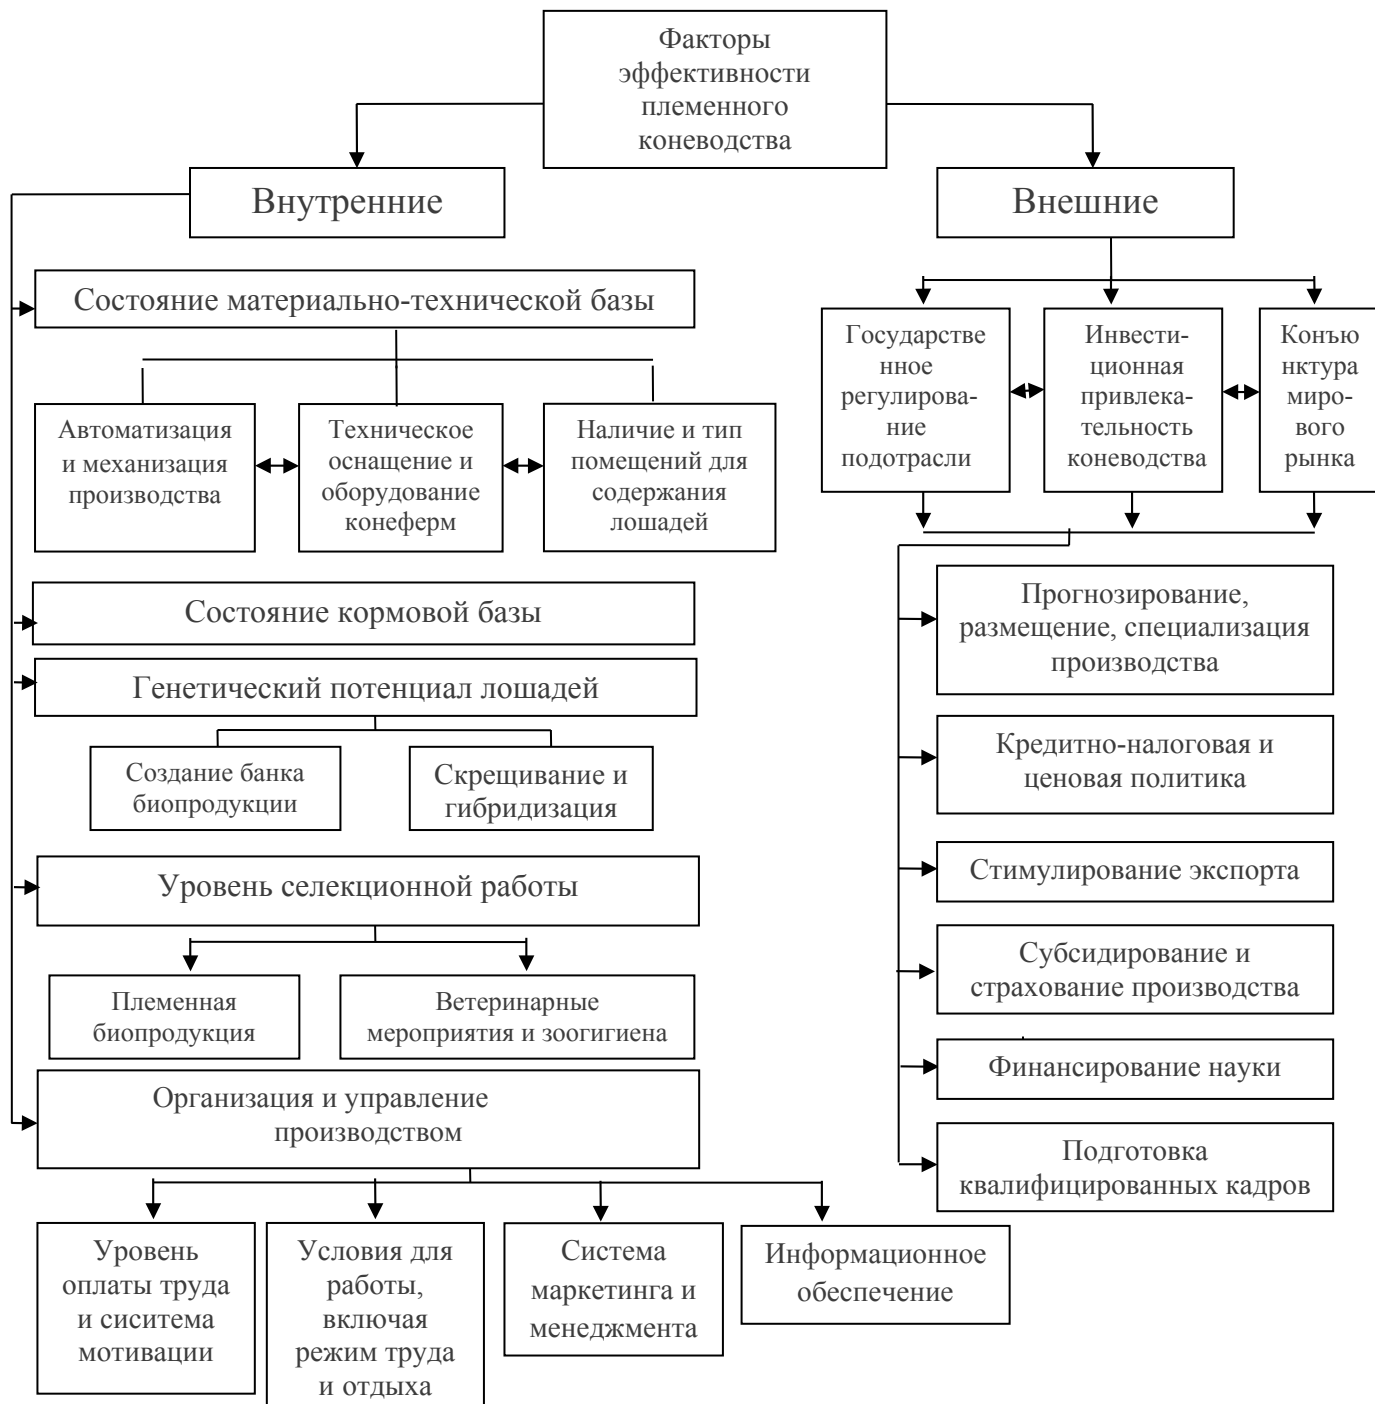 Факторы
эффективности
племенного
коневодства
Внутренние
Внешние
Состояние материально-технической базы
Автоматизация
и механизация
производства
Техническое
оснащение и
оборудование
конеферм
Наличие и тип
помещений для
содержания
лошадей
Государстве
нное
регулирова-
ние
подотрасли
Инвести-
ционная
привлека-
тельность
коневодства
Конъю
нктура
миро-
вого
рынка
Состояние кормовой базы
Генетический потенциал лошадей
Создание банка
биопродукции
Скрещивание и
гибридизация
Уровень селекционной работы
Племенная
биопродукция
Ветеринарные
мероприятия и зоогигиена
Организация и управление
производством
Уровень
оплаты труда
и сиситема
мотивации
Условия для
работы,
включая
режим труда
и отдыха
Система
маркетинга и
менеджмента
Информационное
обеспечение
Прогнозирование,
размещение, специализация
производства
Кредитно-налоговая и
ценовая политика
Стимулирование экспорта
Субсидирование и
страхование производства
Финансирование науки
Подготовка
квалифицированных кадров